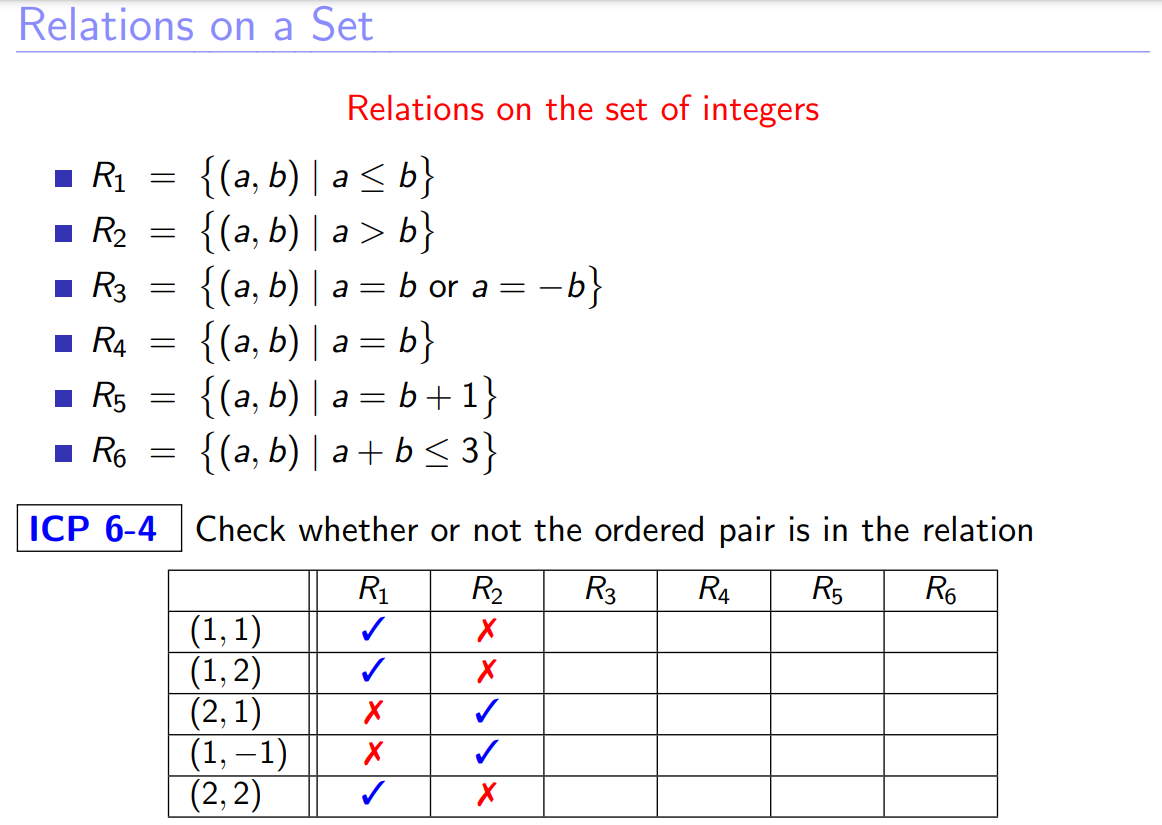 Relations on a Set
Relations on the set of integers
■ R₁ = {(a, b) | a ≤ b}
■ R₂ = {(a, b) | a > b}
■ R₃ = {(a, b) | a = b or a = −b}
■ R₄ = {(a, b) | a = b}
■ R₅ = {(a, b) | a = b + 1}
■ R₆ = {(a, b) | a + b ≤ 3}
ICP 6-4 Check whether or not the ordered pair is in the relation
R₁ R₂ R₃ R₄ R₅ R₆
(1, 1) ✓ ✗
(1, 2) ✓ ✗
(2, 1) ✗ ✓
(1, −1) ✗ ✓
(2, 2) ✓ ✗